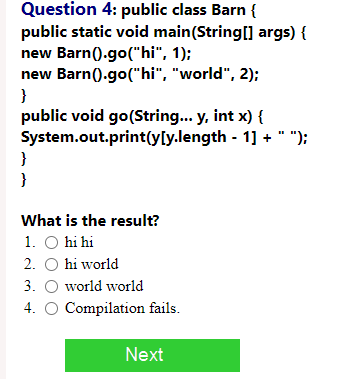 Question 4: public class Barn {
public static void main(String[] args) {
new Barn().go("hi", 1);
new Barn().go("hi", "world", 2);
}
public void go(String... y, int x) {
System.out.print(y[y.length - 1] + " ");
}
}
What is the result?
1. hi hi
2. hi world
3. world world
4. Compilation fails.
Next